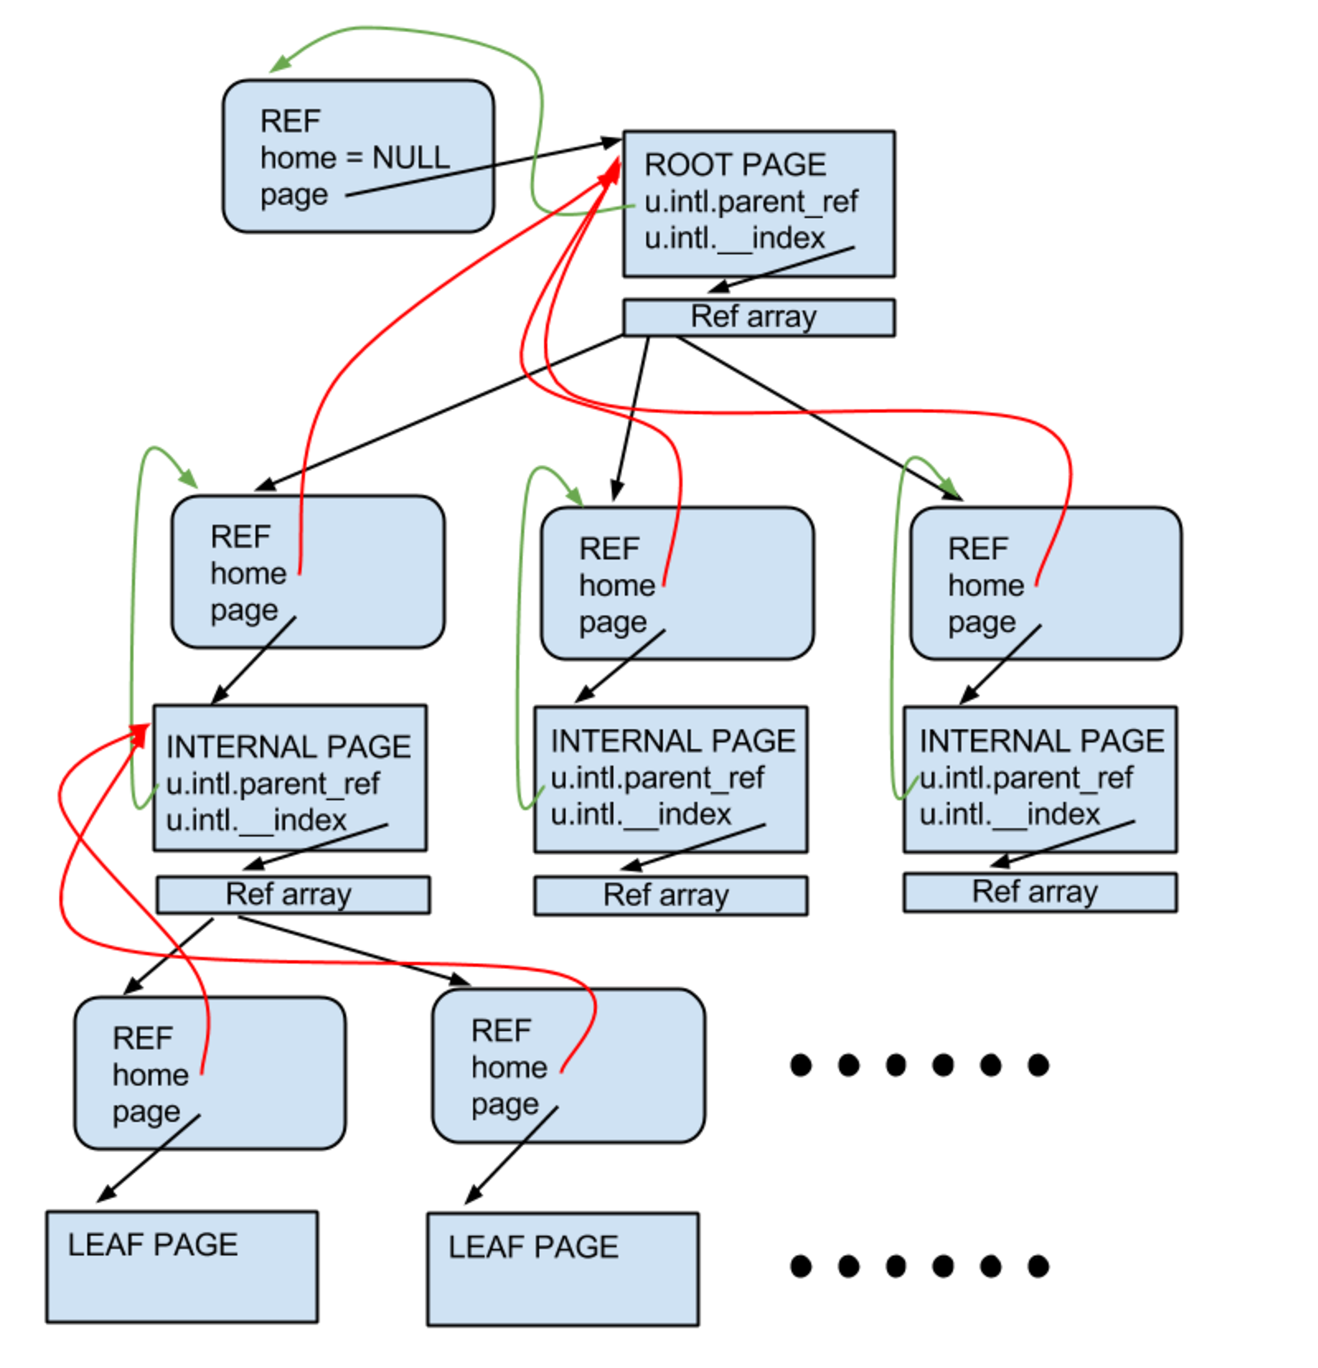 REF
home = NULL
page
ROOT PAGE
u.intl.parent_ref
u.intl.__index
Ref array
REF
home
page
REF
home
page
REF
home
page
INTERNAL PAGE
u.intl.parent_ref
u.intl.__index
Ref array
INTERNAL PAGE
u.intl.parent_ref
u.intl.__index
Ref array
INTERNAL PAGE
u.intl.parent_ref
u.intl.__index
Ref array
REF
home
page
REF
home
page
LEAF PAGE
LEAF PAGE